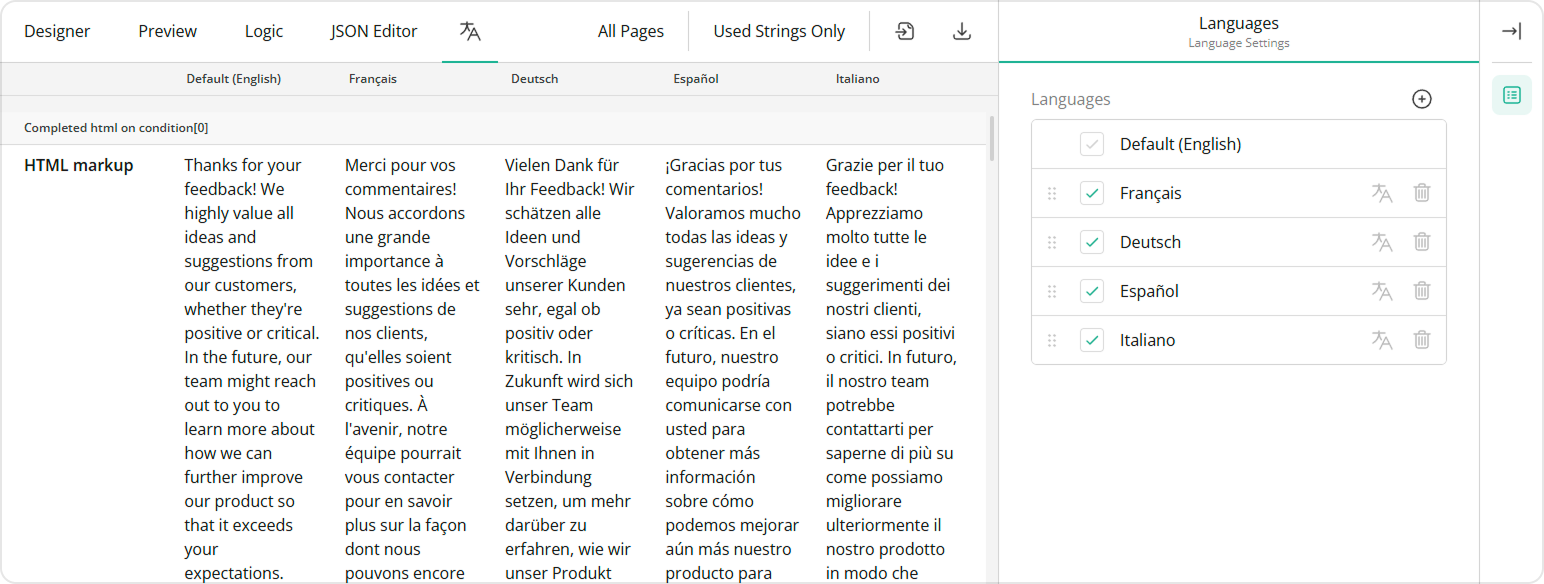 Designer Preview Logic JSON Editor All Pages Used Strings Only
Languages
Language Settings
Default (English) Français Deutsch Español Italiano
Completed html on condition[0]
HTML markup
Thanks for your
feedback! We
highly value all
ideas and
suggestions from
our customers,
whether they're
positive or critical.
In the future, our
team might reach
out to you to
learn more about
how we can
further improve
our product so
that it exceeds
your
expectations.
Merci pour vos
commentaires!
Nous accordons
une grande
importance à
toutes les idées et
suggestions de
nos clients,
qu'elles soient
positives ou
critiques. À
l'avenir, notre
équipe pourrait
vous contacter
pour en savoir
plus sur la façon
dont nous
pouvons encore
Vielen Dank für
Ihr Feedback! Wir
schätzen alle
Ideen und
Vorschläge
unserer Kunden
sehr, egal ob
positiv oder
kritisch. In
Zukunft wird sich
unser Team
möglicherweise
mit Ihnen in
Verbindung
setzen, um mehr
darüber zu
erfahren, wie wir
unser Produkt
¡Gracias por tus
comentarios!
Valoramos mucho
todas las ideas y
sugerencias de
nuestros clientes,
ya sean positivas
o críticas. En el
futuro, nuestro
equipo podría
comunicarse con
usted para
obtener más
información
sobre cómo
podemos mejorar
aún más nuestro
producto para
Grazie per il tuo
feedback!
Apprezziamo
molto tutte le
idee e i
suggerimenti dei
nostri clienti,
siano essi positivi
o critici. In futuro,
il nostro team
potrebbe
contattarti per
saperne di più su
come possiamo
migliorare
ulteriormente il
nostro prodotto
in modo che
Languages
Default (English)
Français
Deutsch
Español
Italiano